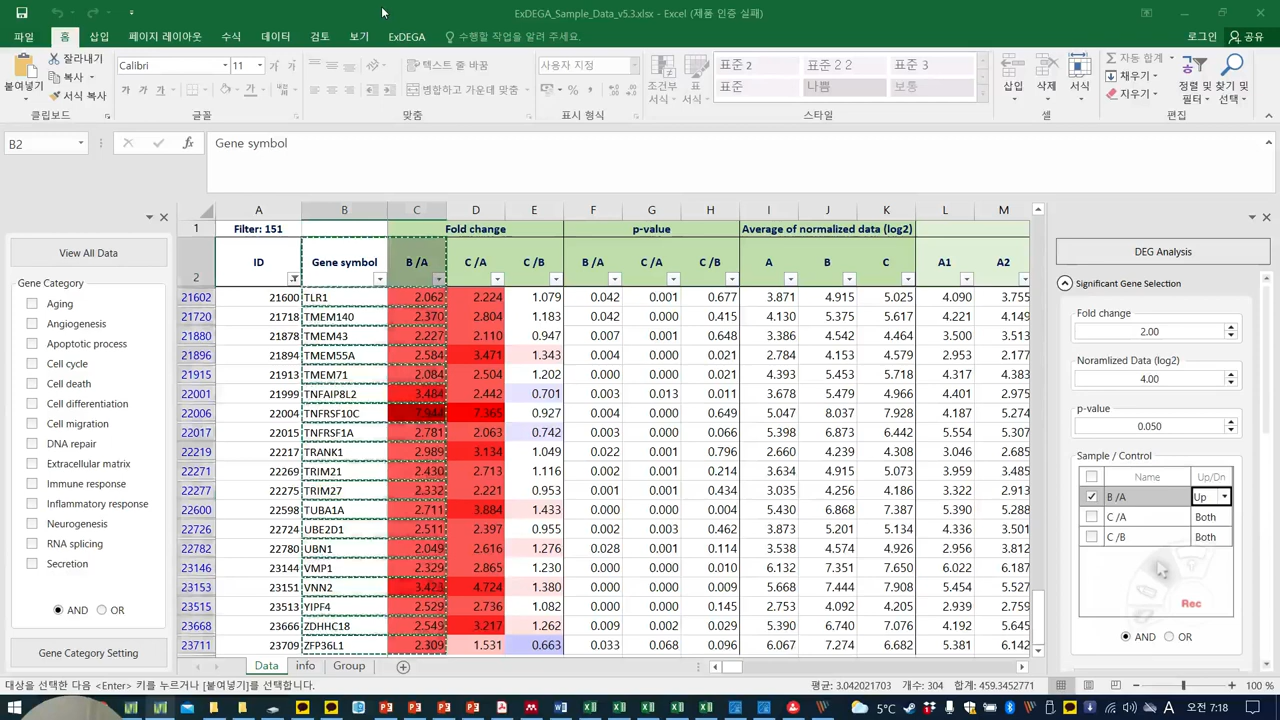 ExDEGA_Sample_Data_v5.3.xlsx - Excel (제품 인증 실패)
파일 홈 삽입 페이지 레이아웃 수식 데이터 검토 보기 ExDEGA 수행할 작업을 알려 주세요. 로그인 공유
붙여넣기 잘라내기 복사 서식 복사
Calibri 11 가 가 가 가 가
텍스트 줄 바꿈 병합하고 가운데 맞춤
사용자 지정 %
조건부 서식 표 서식
표준 2 표준 2 2 표준 3
표준 나쁨 보통
삽입 삭제 서식
자동 합계 채우기 지우기
정렬 및 필터 찾기 및 선택
클립보드 글꼴 맞춤 표시 형식 스타일 셀 편집
B2 fx Gene symbol
A B C D E F G H I J K L M
1 Filter: 151 Fold change p-value Average of normalized data (log2)
2 ID Gene symbol B /A C /A C /B B /A C /A C /B A B C A1 A2
21602 21600 TLR1 2.062 2.224 1.079 0.042 0.001 0.677 3.871 4.915 5.025 4.090 3.755
21720 21718 TMEM140 2.370 2.804 1.183 0.042 0.000 0.415 4.130 5.375 5.617 4.221 4.149
21880 21878 TMEM43 2.227 2.110 0.947 0.007 0.001 0.648 3.386 4.542 4.464 3.500 3.522
21896 21894 TMEM55A 2.584 3.471 1.343 0.004 0.000 0.021 2.784 4.153 4.579 2.953 2.177
21915 21913 TMEM71 2.084 2.504 1.202 0.004 0.000 0.098 4.393 5.453 5.718 4.317 4.383
22001 21999 TNFAIP8L2 3.484 2.442 0.701 0.003 0.013 0.011 3.678 5.479 4.966 4.401 2.975
22006 22004 TNFRSF10C 7.944 7.365 0.927 0.004 0.000 0.649 5.047 8.037 7.928 4.187 5.274
22017 22015 TNFRSF1A 2.781 2.063 0.742 0.003 0.000 0.066 5.398 6.873 6.442 5.554 5.527
22219 22217 TRANK1 2.989 3.134 1.049 0.022 0.001 0.796 2.660 4.239 4.308 3.046 2.685
22271 22269 TRIM21 2.430 2.713 1.116 0.002 0.001 0.214 3.634 4.915 5.073 3.959 3.485
22277 22275 TRIM27 2.332 2.221 0.953 0.001 0.001 0.434 3.035 4.256 4.186 3.322 2.913
22600 22598 TUBA1A 2.711 3.884 1.433 0.000 0.000 0.004 5.430 6.868 7.387 5.390 5.288
22726 22724 UBE2D1 2.511 2.397 0.955 0.002 0.003 0.462 3.873 5.201 5.134 4.336 3.501
22782 22780 UBN1 2.049 2.616 1.276 0.028 0.001 0.114 3.538 4.574 4.926 2.956 3.813
23146 23144 VMP1 2.329 2.865 1.230 0.000 0.000 0.000 6.132 7.351 7.650 6.022 6.187
23153 23151 VNN2 3.423 4.724 1.380 0.000 0.000 0.009 5.668 7.444 7.908 5.454 5.527
23515 23513 YIPF4 2.529 2.736 1.082 0.000 0.000 0.145 2.753 4.092 4.205 2.939 2.759
23668 23666 ZDHHC18 2.549 3.217 1.262 0.009 0.002 0.029 5.390 6.740 7.076 4.192 5.645
23711 23709 ZFP36L1 2.309 1.531 0.663 0.033 0.068 0.096 6.067 7.274 6.682 5.381 6.142
View All Data
Gene Category
Aging
Angiogenesis
Apoptotic process
Cell cycle
Cell death
Cell differentiation
Cell migration
DNA repair
Extracellular matrix
Immune response
Inflammatory response
Neurogenesis
RNA splicing
Secretion
AND OR
Gene Category Setting
DEG Analysis
Significant Gene Selection
Fold change
2.00
Noramlized Data (log2)
4.00
p-value
0.050
Sample / Control
Name Up/Dn
B /A Up
C /A Both
C /B Both
Rec
AND OR
Data info Group
대상을 선택한 다음 <Enter> 키를 누르거나 [붙여넣기]를 선택합니다. 평균: 3.042021703 개수: 304 합계: 459.3452771 100 %
5°C A 오전 7:18